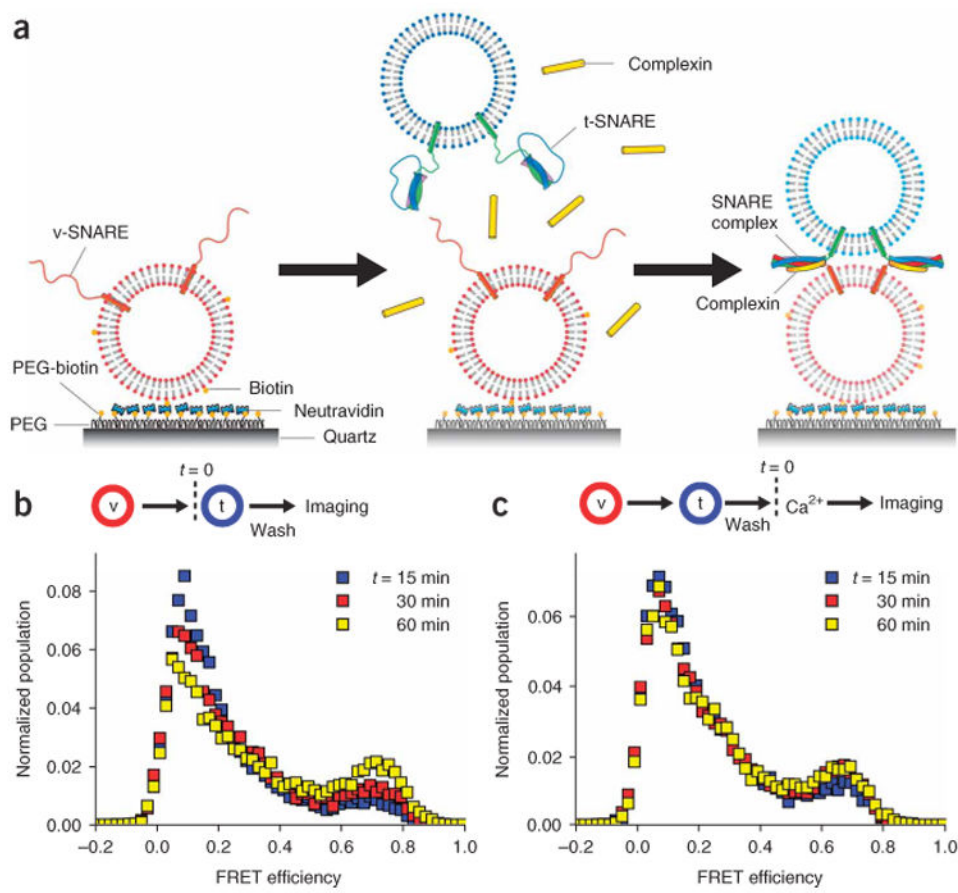 a
Complexin
t-SNARE
v-SNARE
SNARE
complex
Complexin
PEG-biotin
Biotin
Neutravidin
PEG
Quartz
b
t = 0
v
t
Imaging
Wash
Normalized population
0.08
0.06
0.04
0.02
0.00
t = 15 min
30 min
60 min
–0.2 0.0 0.2 0.4 0.6 0.8 1.0
FRET efficiency
c
t = 0
v
t
Ca2+
Imaging
Wash
Normalized population
0.06
0.04
0.02
0.00
t = 15 min
30 min
60 min
–0.2 0.0 0.2 0.4 0.6 0.8 1.0
FRET efficiency